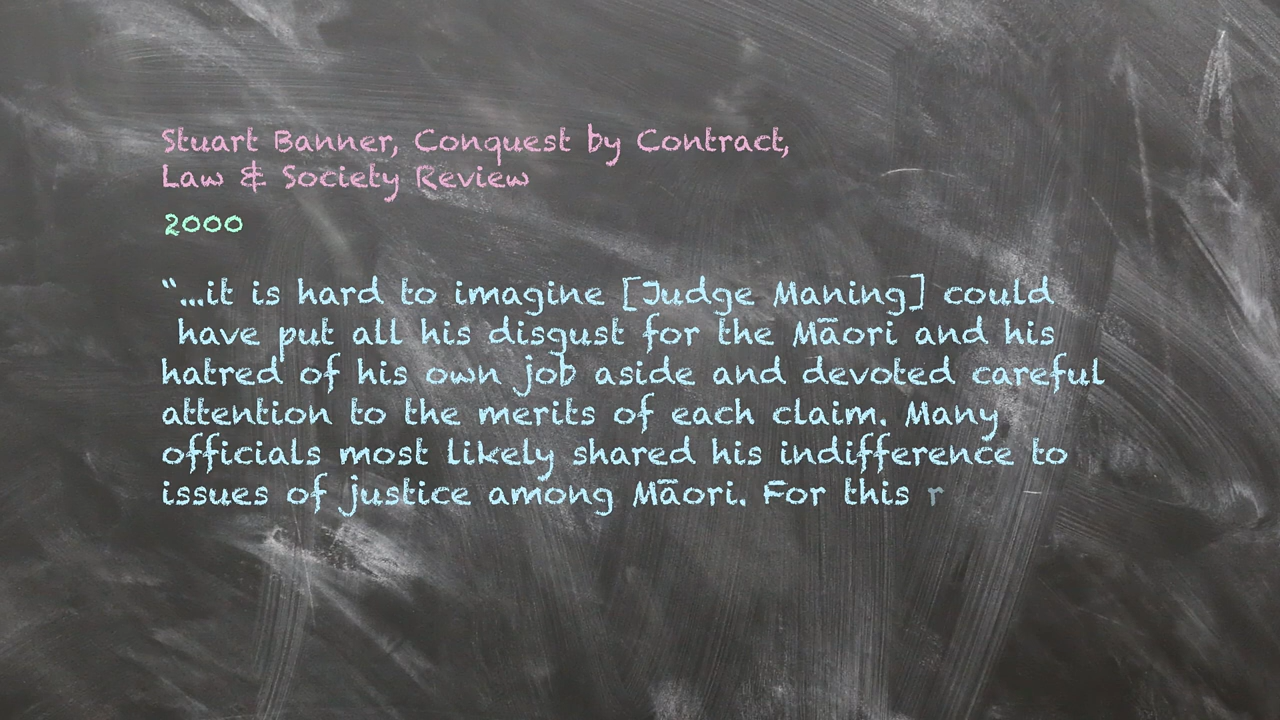 Stuart Banner, Conquest by Contract,
Law & Society Review
2000
“...it is hard to imagine [Judge Maning] could
have put all his disgust for the Māori and his
hatred of his own job aside and devoted careful
attention to the merits of each claim. Many
officials most likely shared his indifference to
issues of justice among Māori. For this r